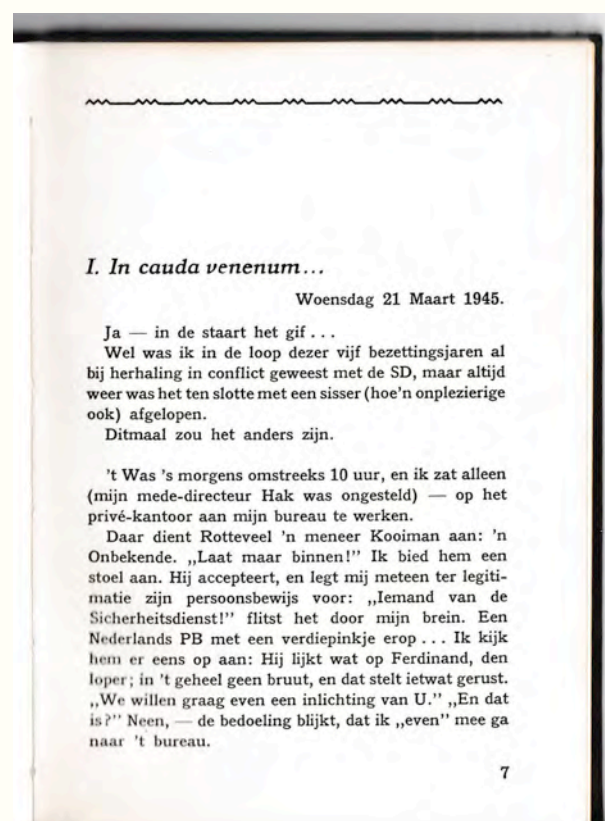 I. In cauda venenum...
Woensdag 21 Maart 1945.
Ja — in de staart het gif...
Wel was ik in de loop dezer vijf bezettingsjaren al
bij herhaling in conflict geweest met de SD, maar altijd
weer was het ten slotte met een sisser (hoe'n onplezierige
ook) afgelopen.
Ditmaal zou het anders zijn.
't Was 's morgens omstreeks 10 uur, en ik zat alleen
(mijn mede-directeur Hak was ongesteld) — op het
privé-kantoor aan mijn bureau te werken.
Daar dient Rotteveel 'n meneer Kooiman aan: 'n
Onbekende. „Laat maar binnen!” Ik bied hem een
stoel aan. Hij accepteert, en legt mij meteen ter legiti-
matie zijn persoonsbewijs voor: „Iemand van de
Sicherheitsdienst!” flitst het door mijn brein. Een
Nederlands PB met een verdiepinkje erop... Ik kijk
hem er eens op aan: Hij lijkt wat op Ferdinand, den
loper; in 't geheel geen bruut, en dat stelt ietwat gerust.
„We willen graag even een inlichting van U.” „En dat
is?” Neen, — de bedoeling blijkt, dat ik „even” mee ga
naar 't bureau.
7